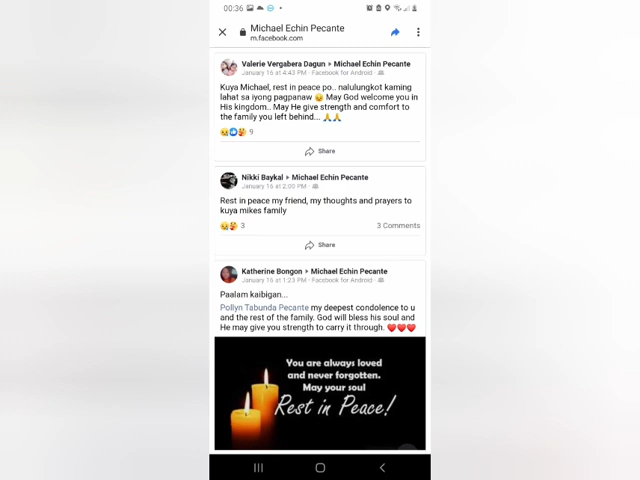 00:36
Michael Echin Pecante
m.facebook.com
Valerie Vergabera Dagun ▸ Michael Echin Pecante
January 16 at 4:43 PM · Facebook for Android ·
Kuya Michael, rest in peace po.. nalulungkot kaming
lahat sa iyong pagpanaw 😢 May God welcome you in
His kingdom.. May He give strength and comfort to
the family you left behind... 🙏🙏
9
Share
Nikki Baykal ▸ Michael Echin Pecante
January 16 at 2:00 PM ·
Rest in peace my friend, my thoughts and prayers to
kuya mikes family
3
3 Comments
Share
Katherine Bongon ▸ Michael Echin Pecante
January 16 at 1:23 PM · Facebook for Android ·
Paalam kaibigan...
Pollyn Tabunda Pecante my deepest condolence to u
and the rest of the family. God will bless his soul and
He may give you strength to carry it through. ❤❤❤
You are always loved
and never forgotten.
May your soul
Rest in Peace!